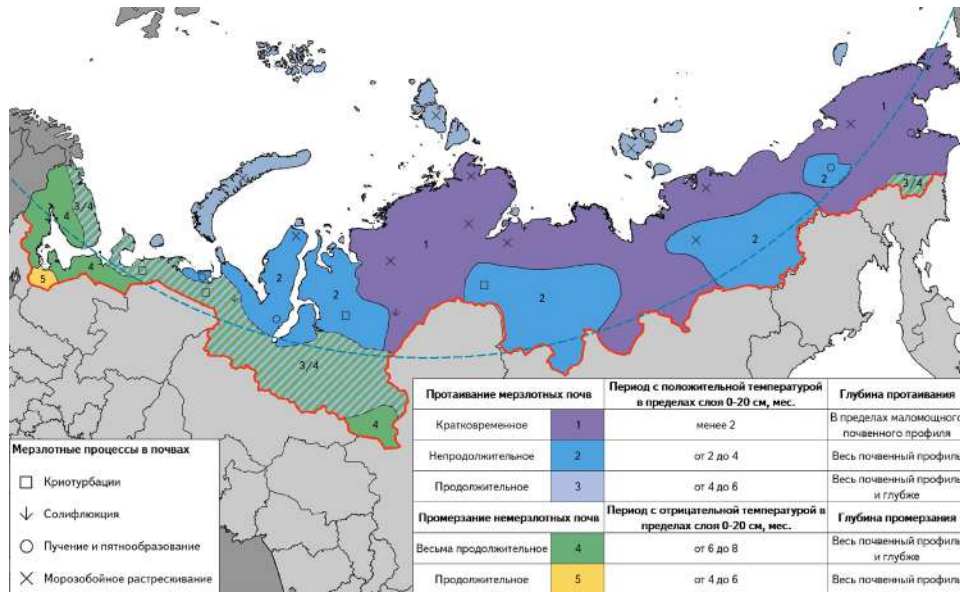 1
2
3/4
4
3/4
2
1
2
5
4
2
2
2
3/4
4
Мерзлотные процессы в почвах
Криотурбации
Солифлюкция
Пучение и пятнообразование
Морозобойное растрескивание
Протаивание мерзлотных почв
Период с положительной температурой
в пределах слоя 0-20 см, мес.
Глубина протаивания
Кратковременное
1
менее 2
В пределах маломощного
почвенного профиля
Непродолжительное
2
от 2 до 4
Весь почвенный профиль
Продолжительное
3
от 4 до 6
Весь почвенный профиль
и глубже
Промерзание немерзлотных почв
Период с отрицательной температурой в
пределах слоя 0-20 см, мес.
Глубина промерзания
Весьма продолжительное
4
от 6 до 8
Весь почвенный профиль
и глубже
Продолжительное
5
от 4 до 6
Весь почвенный профиль